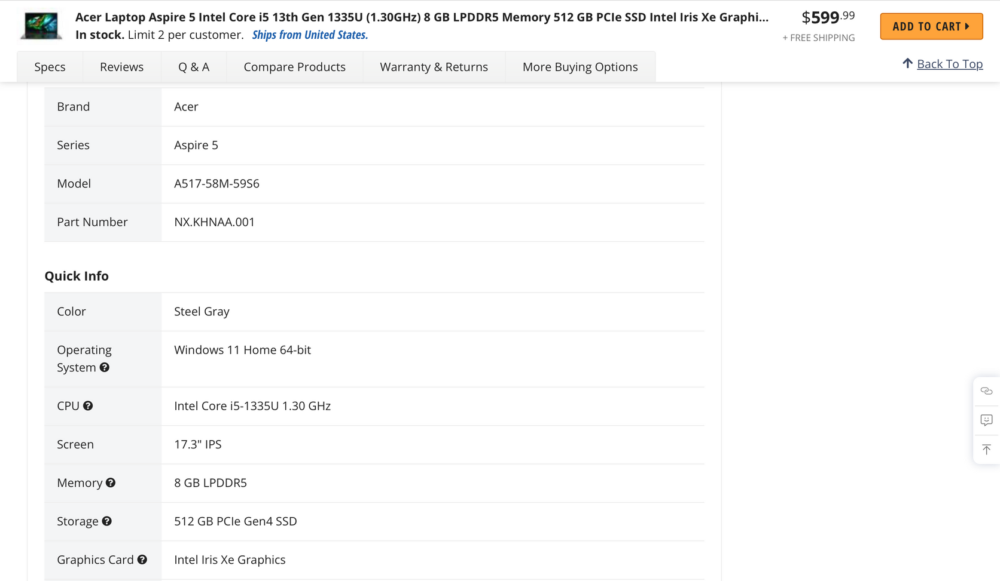 Acer Laptop Aspire 5 Intel Core i5 13th Gen 1335U (1.30GHz) 8 GB LPDDR5 Memory 512 GB PCIe SSD Intel Iris Xe Graphi...
In stock. Limit 2 per customer. Ships from United States.
$599.99
+ FREE SHIPPING
ADD TO CART
Specs
Reviews
Q & A
Compare Products
Warranty & Returns
More Buying Options
Back To Top
Brand Acer
Series Aspire 5
Model A517-58M-59S6
Part Number NX.KHNAA.001
Quick Info
Color Steel Gray
Operating Windows 11 Home 64-bit
System ?
CPU ? Intel Core i5-1335U 1.30 GHz
Screen 17.3" IPS
Memory ? 8 GB LPDDR5
Storage ? 512 GB PCIe Gen4 SSD
Graphics Card ? Intel Iris Xe Graphics